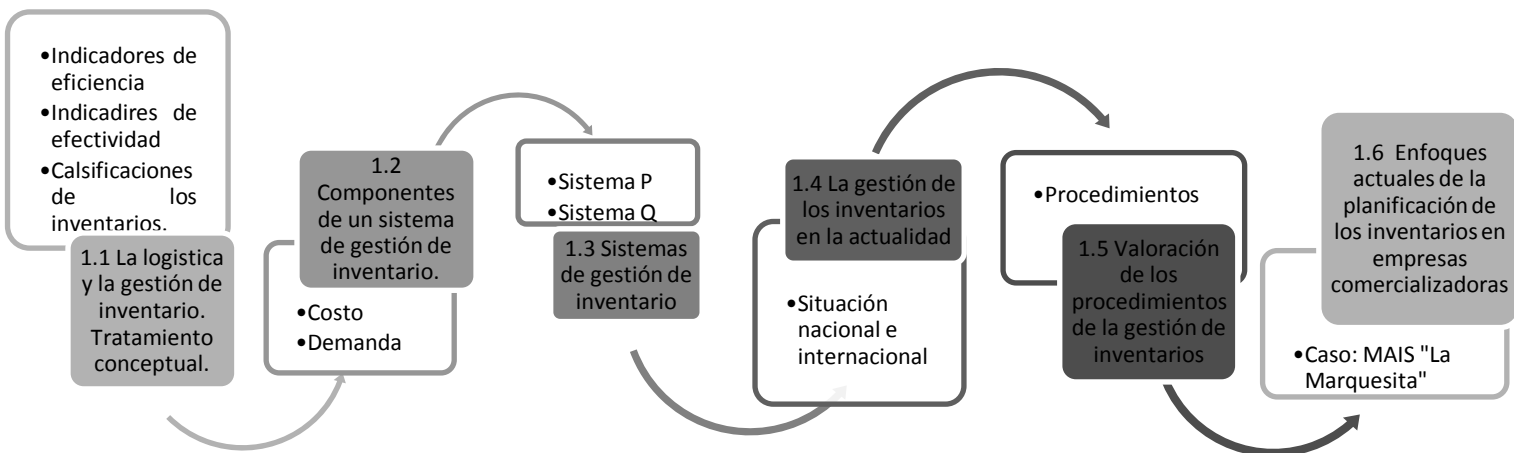 •Indicadores de
eficiencia
•Indicadires de
efectividad
•Calsificaciones
de los
inventarios.
1.1 La logistica
y la gestión de
inventario.
Tratamiento
conceptual.
1.2
Componentes
de un sistema
de gestión de
inventario.
•Costo
•Demanda
•Sistema P
•Sistema Q
1.3 Sistemas
de gestión de
inventario
1.4 La gestión de
los inventarios
en la actualidad
•Situación
nacional e
internacional
•Procedimientos
1.5 Valoración
de los
procedimientos
de la gestión de
inventarios
1.6 Enfoques
actuales de la
planificación de
los inventarios en
empresas
comercializadoras
•Caso: MAIS "La
Marquesita"